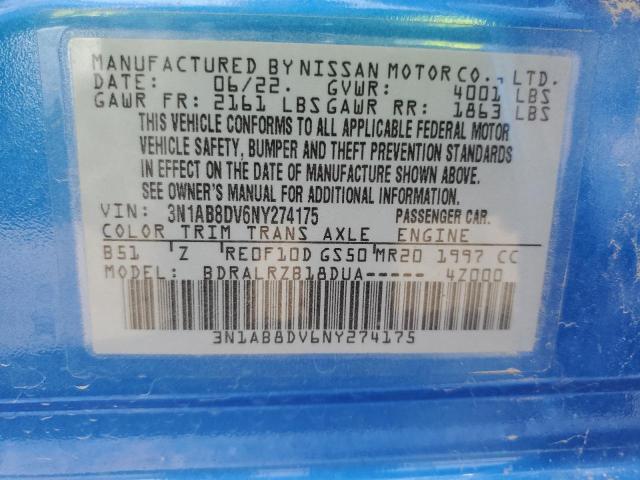 MANUFACTURED BY NISSAN MOTOR CO., LTD.
DATE: 06/22. GVWR: 4001 LBS
GAWR FR: 2161 LBS GAWR RR: 1863 LBS
THIS VEHICLE CONFORMS TO ALL APPLICABLE FEDERAL MOTOR
VEHICLE SAFETY, BUMPER AND THEFT PREVENTION STANDARDS
IN EFFECT ON THE DATE OF MANUFACTURE SHOWN ABOVE.
SEE OWNER'S MANUAL FOR ADDITIONAL INFORMATION.
VIN: 3N1AB8DV6NY274175 PASSENGER CAR.
COLOR TRIM TRANS AXLE ENGINE
B51 Z RE0F10D GS50 MR20 1997 CC
MODEL: BDRALRZB18DUA----- 4Z000
3N1AB8DV6NY274175